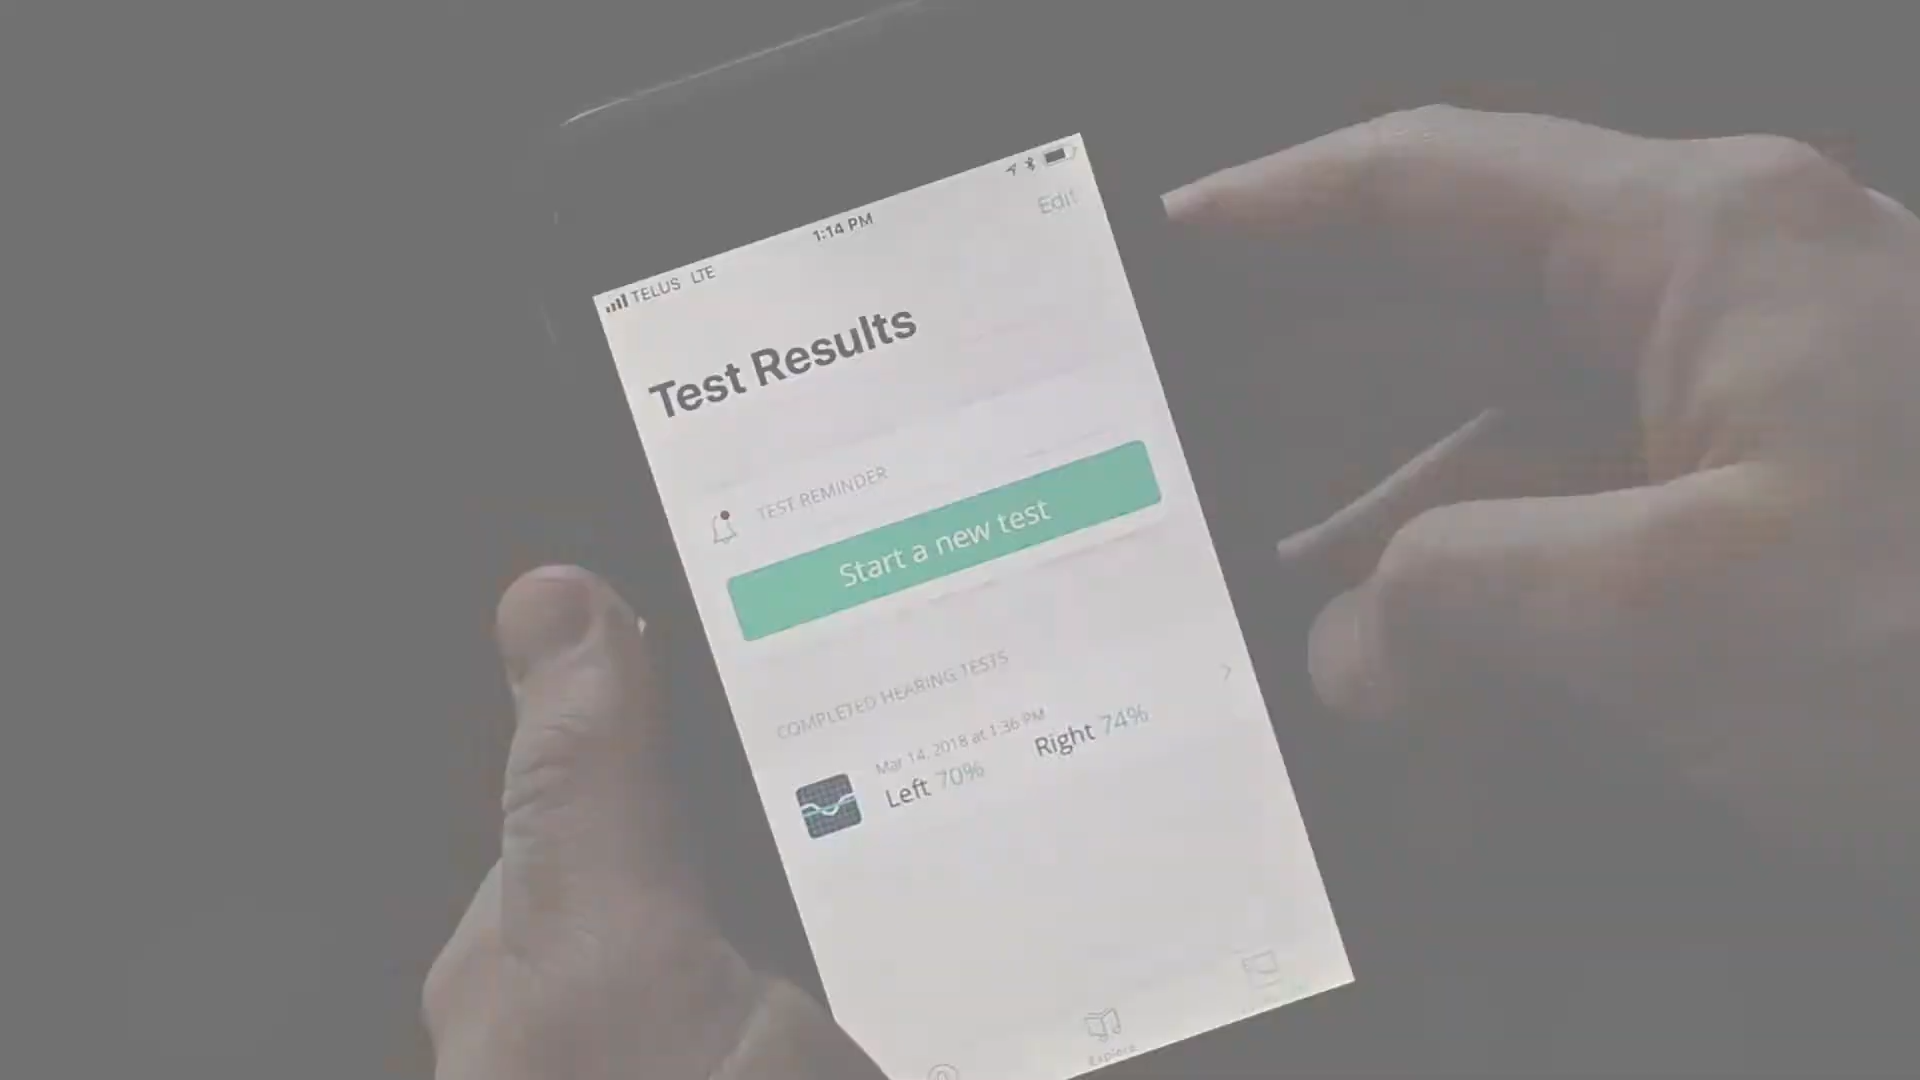 TELUS LTE 1:14 PM
Edit
Test Results
TEST REMINDER
Start a new test
COMPLETED HEARING TESTS
Mar 14, 2018 at 1:36 PM
Left 70% Right 74%
Explore